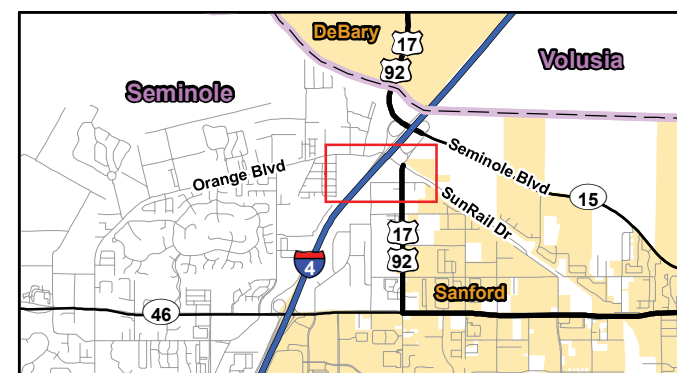 DeBary
17
92
Volusia
Seminole
Orange Blvd
Seminole Blvd
SunRail Dr
15
17
92
4
Sanford
46